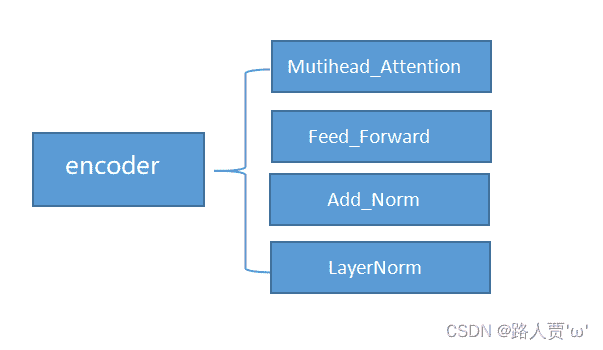 Mutihead_Attention
Feed_Forward
encoder
Add_Norm
LayerNorm
CSDN @路人贾'ω'